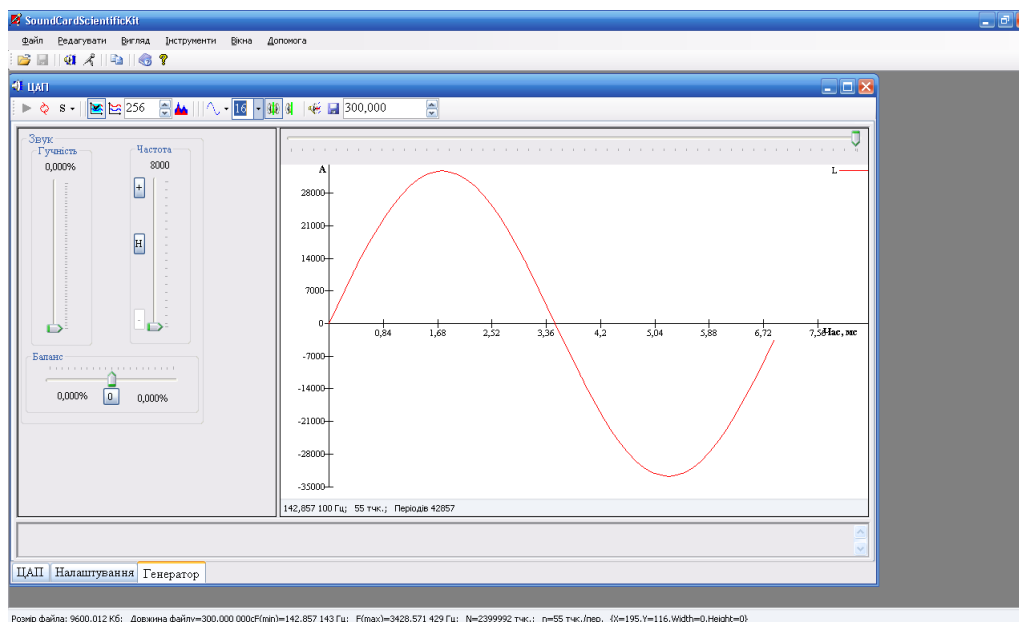 SoundCardScientificKit
Файл Редагувати Вигляд Інструменти Вікна Допомога
ЦАП
S 256 16 300,000
Звук
Гучність Частота
0,000% 8000
+
H
-
Баланс
0,000% 0 0,000%
A L
28000
21000
14000
7000
0
0,84 1,68 2,52 3,36 4,2 5,04 5,88 6,72 Час, мс
-7000
-14000
-21000
-28000
-35000
142,857 100 Гц; 55 тчк.; Періодів 42857
ЦАП Налаштування Генератор
Розмір файла: 9600,012 Кб; Довжина файлу=300,000 000сF(min)=142,857 143 Гц; F(max)=3428,571 429 Гц; N=2399992 тчк.; n=55 тчк./пер. {X=195,Y=116,Width=0,Height=0}